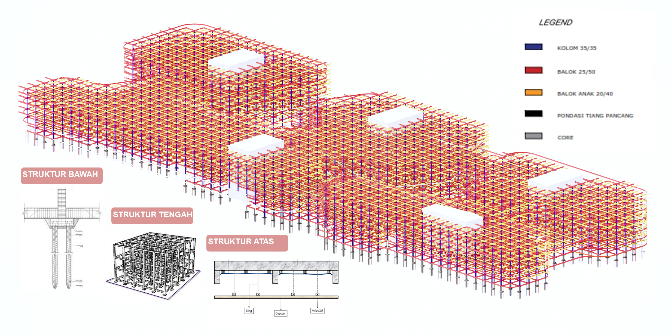 LEGEND
KOLOM 35/35
BALOK 25/50
BALOK ANAK 20/40
PONDASI TIANG PANCANG
CORE
STRUKTUR BAWAH
STRUKTUR TENGAH
STRUKTUR ATAS